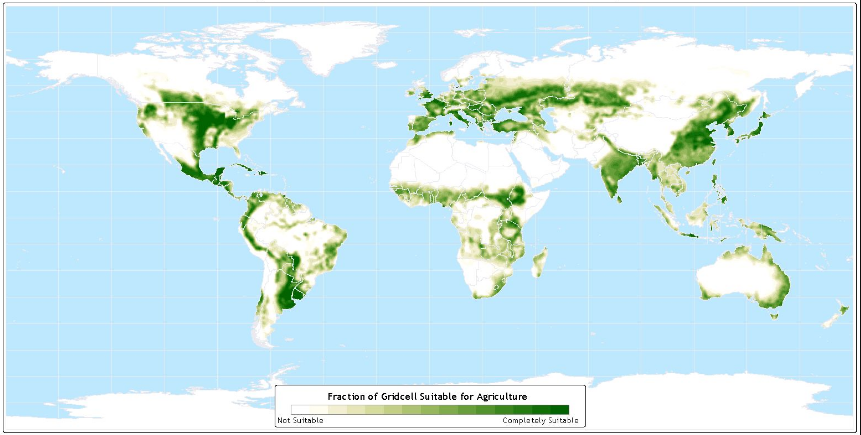 Fraction of Gridcell Suitable for Agriculture
Not Suitable
Completely Suitable